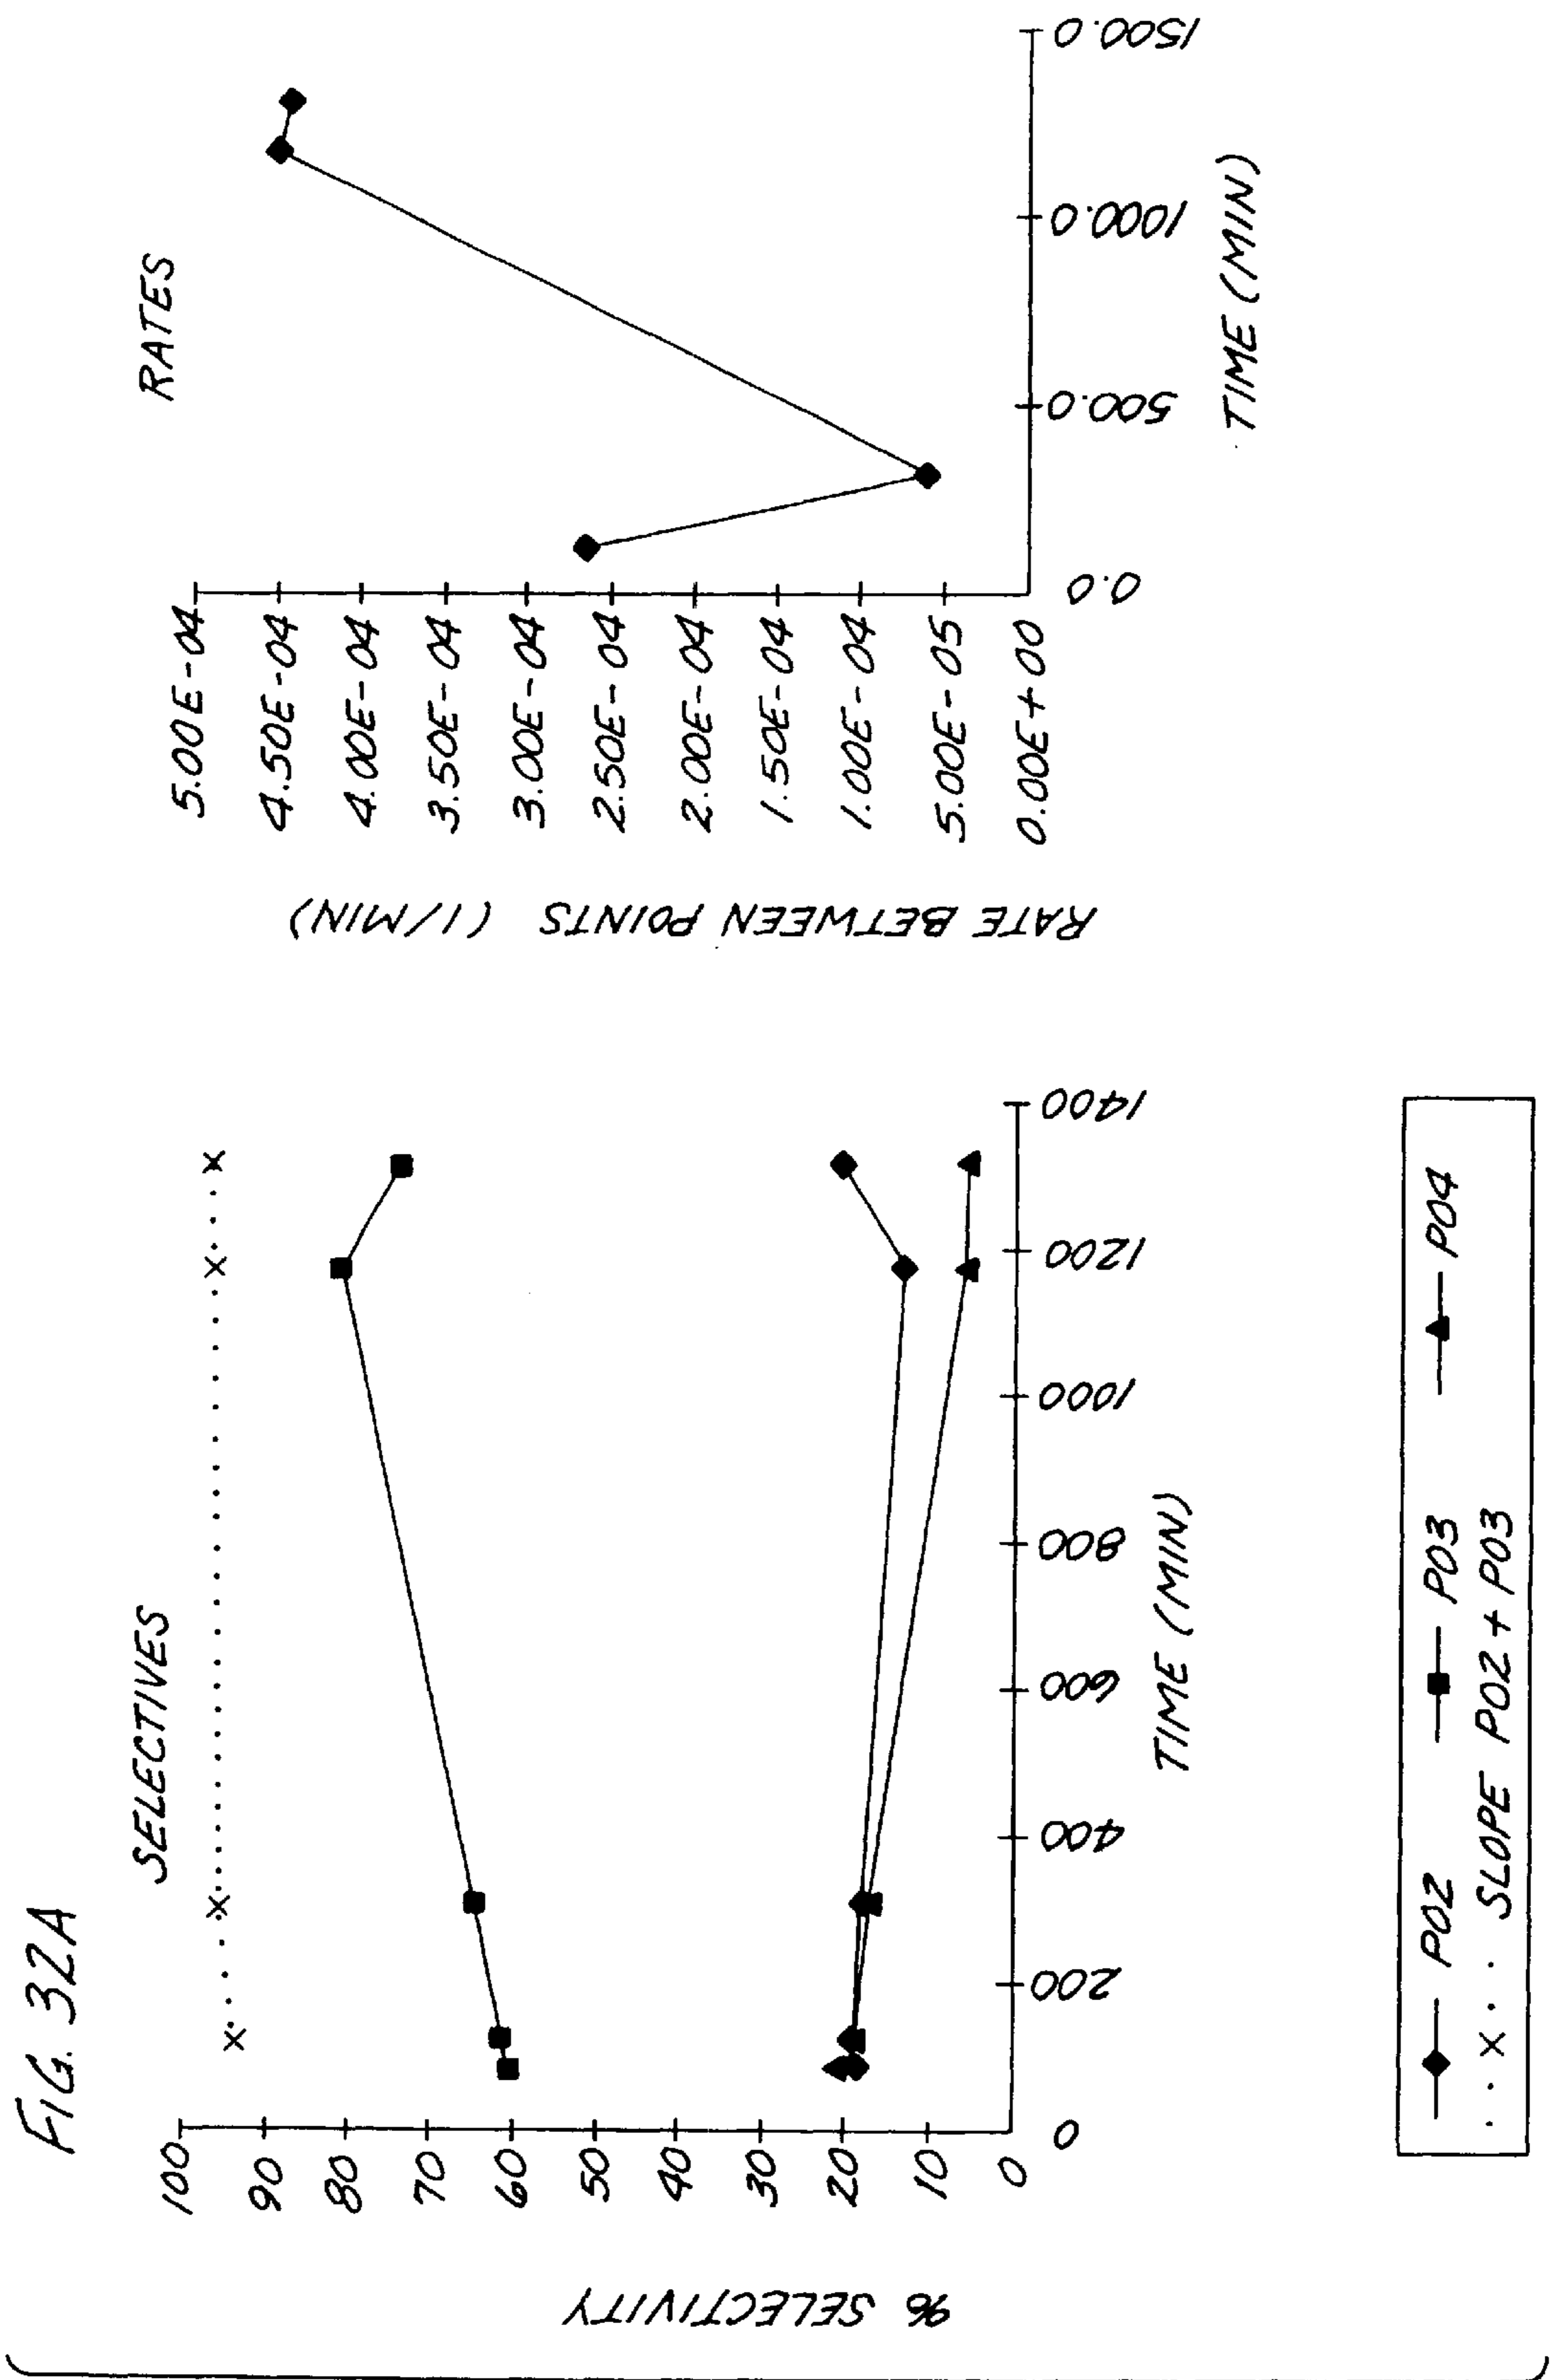 FIG. 32A
SELECTIVES
% SELECTIVITY
100
90
80
70
60
50
40
30
20
10
0
0
200
400
600
800
1000
1200
1400
TIME (MIN)
P02
P03
P04
SLOPE P02 + P03
RATES
RATE BETWEEN POINTS (1/MIN)
5.00E-04
4.50E-04
4.00E-04
3.50E-04
3.00E-04
2.50E-04
2.00E-04
1.50E-04
1.00E-04
5.00E-05
0.00E+00
0.0
500.0
1000.0
1500.0
TIME (MIN)